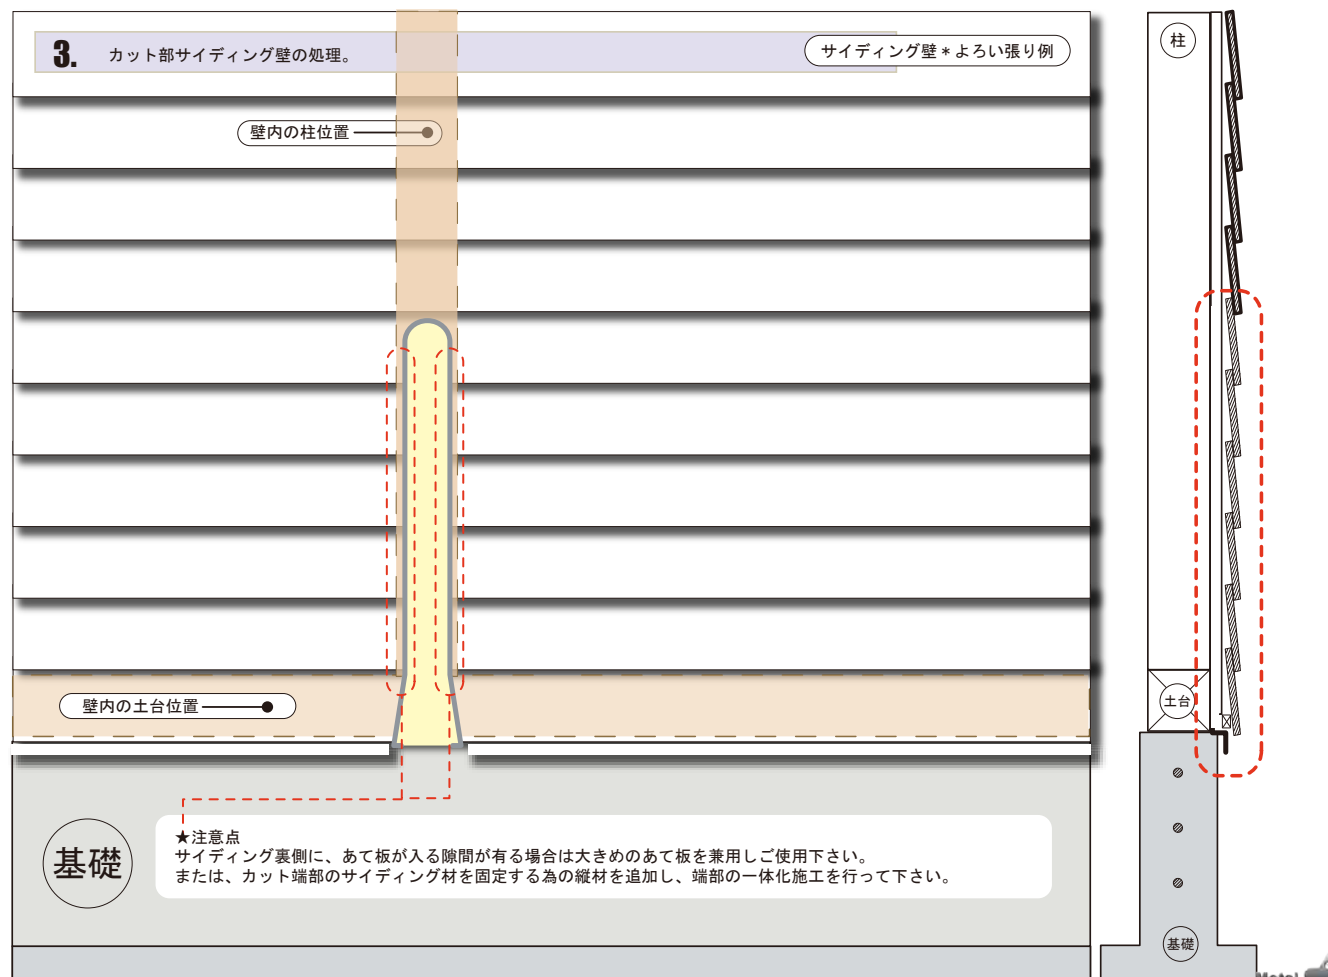 3. カット部サイディング壁の処理。
サイディング壁＊よろい張り例
柱
壁内の柱位置
壁内の土台位置
土台
基礎
★注意点
サイディング裏側に、あて板が入る隙間が有る場合は大きめのあて板を兼用しご使用下さい。
または、カット端部のサイディング材を固定する為の縦材を追加し、端部の一体化施工を行って下さい。
基礎
Metal